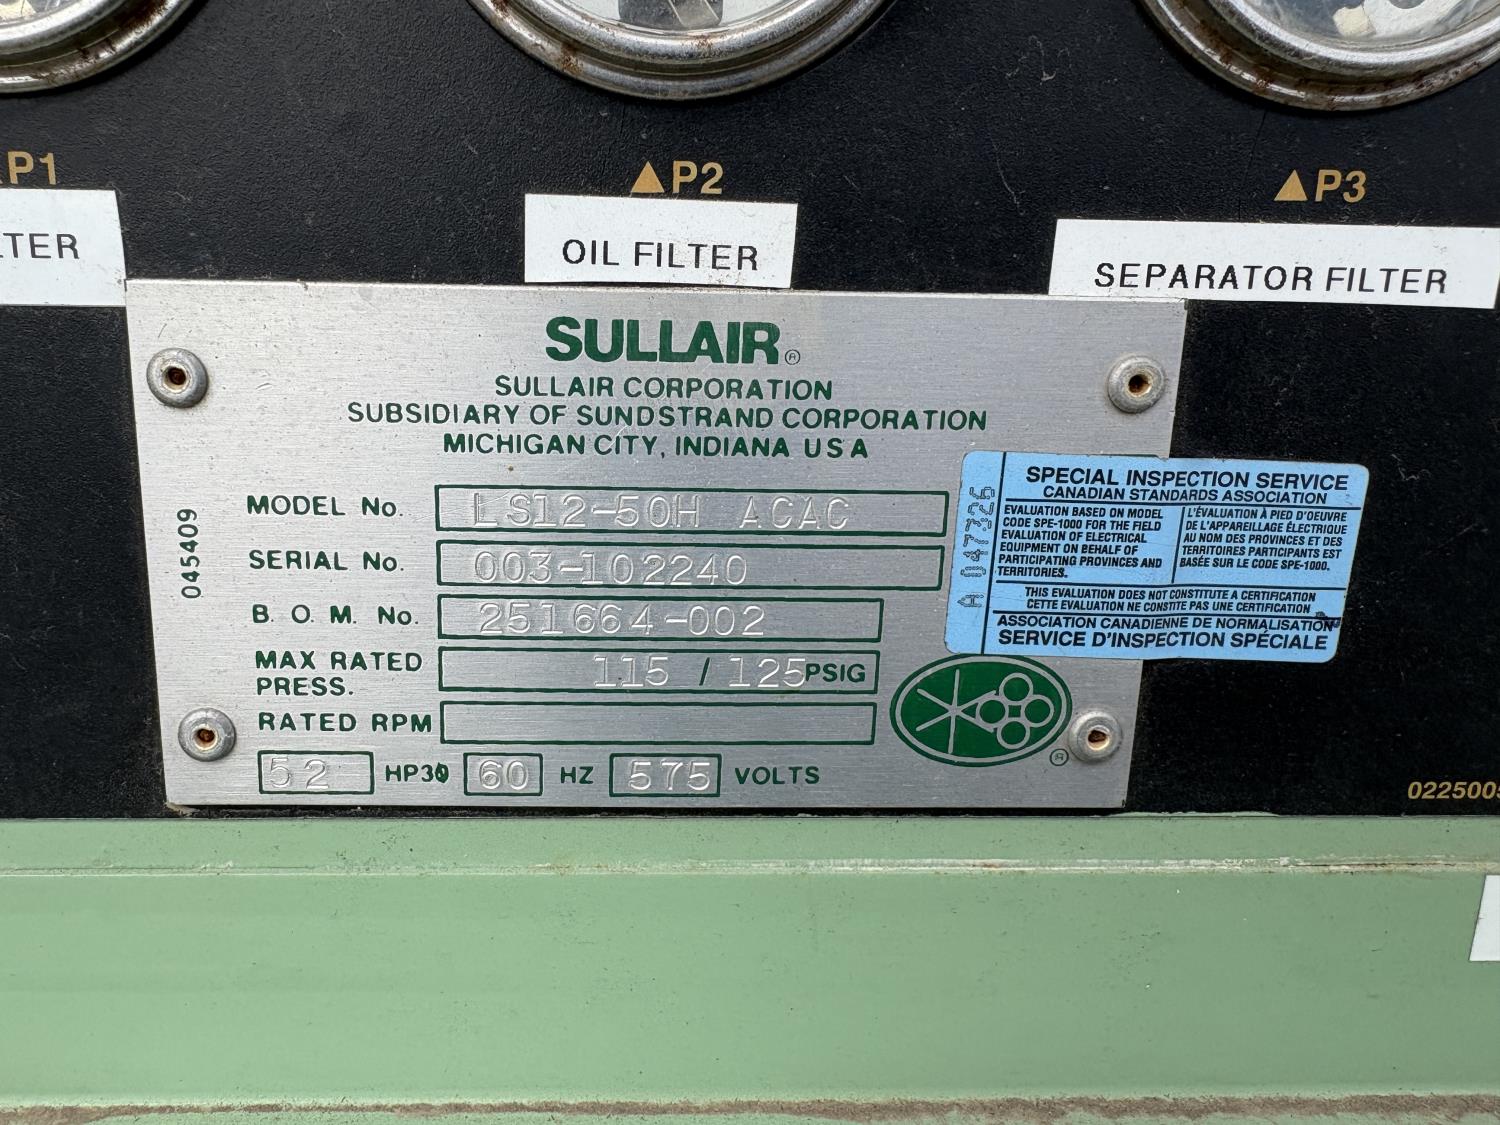 P1
▲P2
▲P3
LTER
OIL FILTER
SEPARATOR FILTER
SULLAIR®
SULLAIR CORPORATION
SUBSIDIARY OF SUNDSTRAND CORPORATION
MICHIGAN CITY, INDIANA USA
045409
MODEL No. LS12-50H ACAC
SERIAL No. 003-102240
B. O. M. No. 251664-002
MAX RATED PRESS. 115 / 125 PSIG
RATED RPM
52 HP3Φ 60 HZ 575 VOLTS
®
SPECIAL INSPECTION SERVICE
CANADIAN STANDARDS ASSOCIATION
EVALUATION BASED ON MODEL
CODE SPE-1000 FOR THE FIELD
EVALUATION OF ELECTRICAL
EQUIPMENT ON BEHALF OF
PARTICIPATING PROVINCES AND
TERRITORIES.
L'ÉVALUATION À PIED D'OEUVRE
DE L'APPAREILLAGE ÉLECTRIQUE
AU NOM DES PROVINCES ET DES
TERRITOIRES PARTICIPANTS EST
BASÉE SUR LE CODE SPE-1000.
THIS EVALUATION DOES NOT CONSTITUTE A CERTIFICATION
CETTE EVALUATION NE CONSTITE PAS UNE CERTIFICATION
ASSOCIATION CANADIENNE DE NORMALISATION
SERVICE D'INSPECTION SPÉCIALE
022500